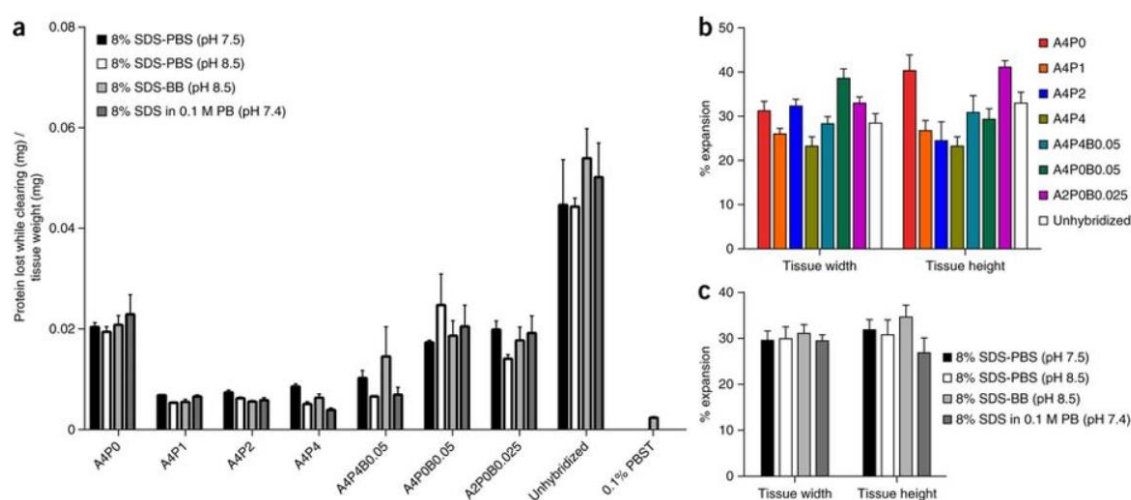 a
0.08
0.06
0.04
0.02
0
Protein lost while clearing (mg) /
tissue weight (mg)
8% SDS-PBS (pH 7.5)
8% SDS-PBS (pH 8.5)
8% SDS-BB (pH 8.5)
8% SDS in 0.1 M PB (pH 7.4)
A4P0
A4P1
A4P2
A4P4
A4P4B0.05
A4P0B0.05
A2P0B0.025
Unhybridized
0.1% PBST
b
50
40
30
20
10
0
% expansion
Tissue width
Tissue height
A4P0
A4P1
A4P2
A4P4
A4P4B0.05
A4P0B0.05
A2P0B0.025
Unhybridized
c
40
30
20
10
0
% expansion
Tissue width
Tissue height
8% SDS-PBS (pH 7.5)
8% SDS-PBS (pH 8.5)
8% SDS-BB (pH 8.5)
8% SDS in 0.1 M PB (pH 7.4)